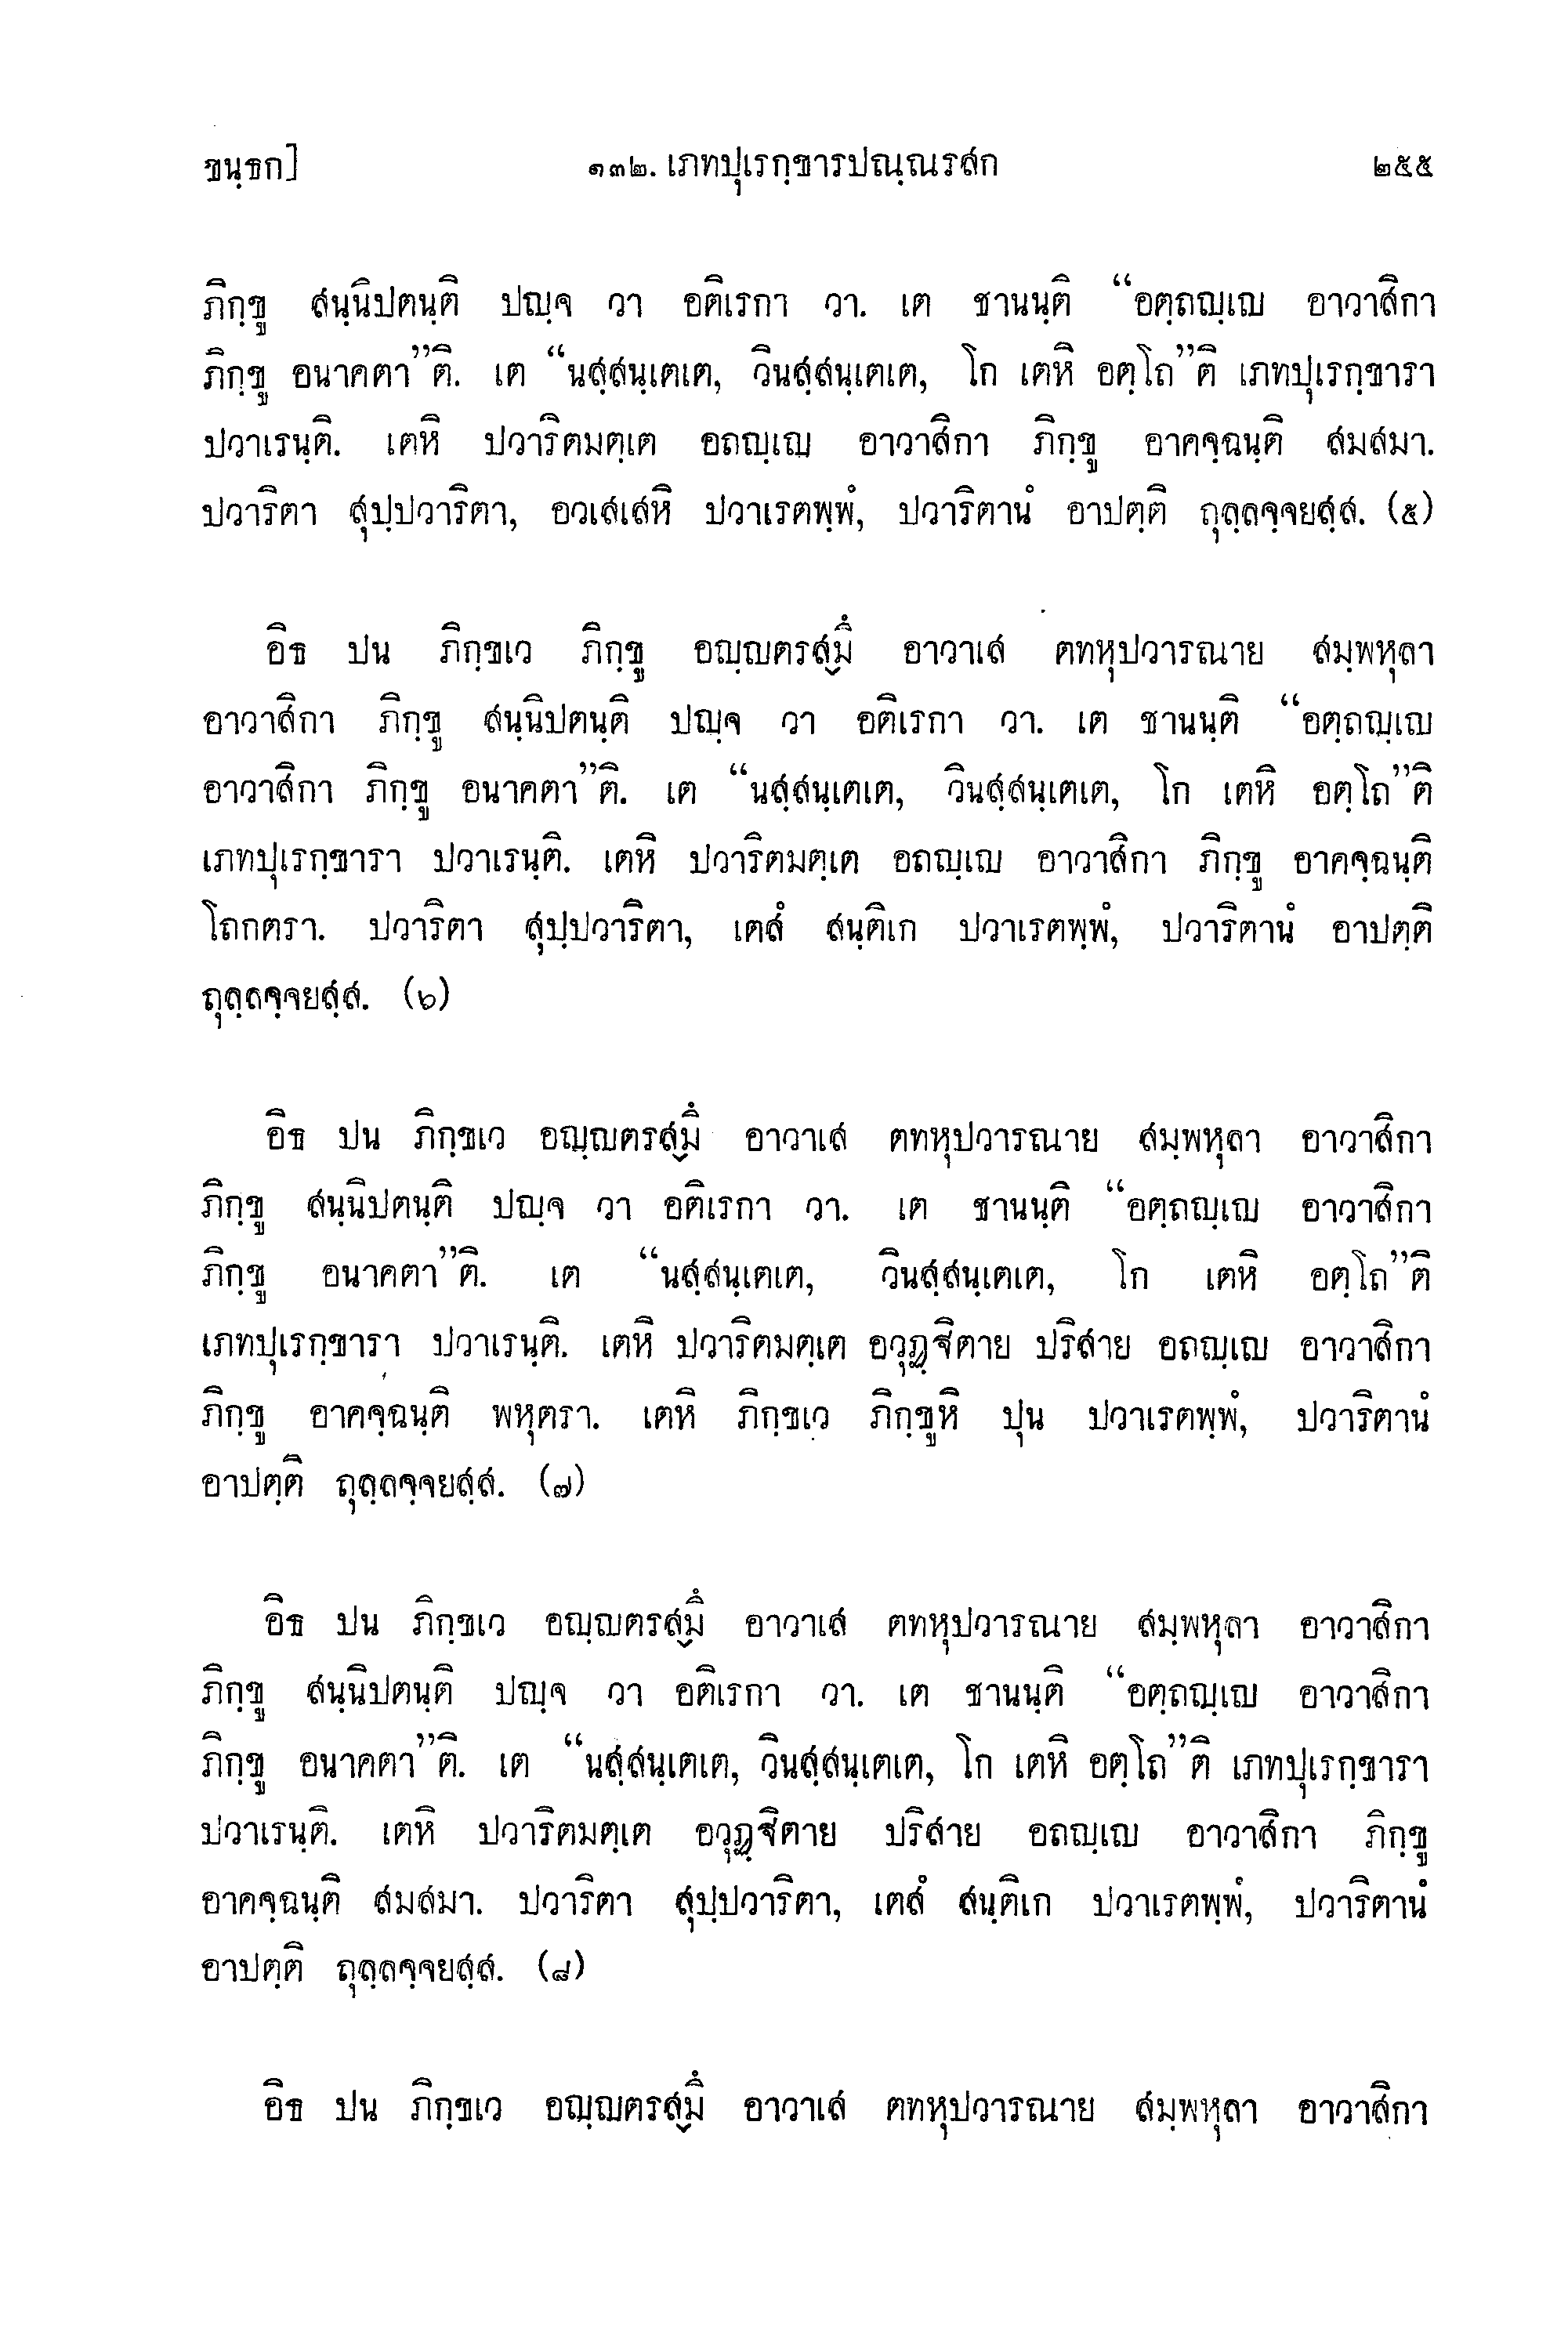 ขนฺธก]	๑๓๒. เภทปุเรกฺขารปณฺณรสก	๒๕๕
ภิกฺขู สนฺนิปตนฺติ ปญฺจ วา อติเรกา วา. เต ชานนฺติ “อตฺถญฺเญ อาวาสิกา
ภิกฺขู อนาคตา”ติ. เต “นสฺสนฺเตเต, วินสฺสนฺเตเต, โก เตหิ อตฺโถ”ติ เภทปุเรกฺขารา
ปวาเรนฺติ. เตหิ ปวาริตมตฺเต อถญฺเญ อาวาสิกา ภิกฺขู อาคจฺฉนฺติ สมสมา.
ปวาริตา สุปฺปวาริตา, อวเสเสหิ ปวาเรตพฺพํ, ปวาริตานํ อาปตฺติ ถุลฺลจฺจยสฺส. (๕)
อิธ ปน ภิกฺขเว ภิกฺขู อญฺญตรสฺมึ อาวาเส ตทหุปวารณาย สมฺพหุลา
อาวาสิกา ภิกฺขู สนฺนิปตนฺติ ปญฺจ วา อติเรกา วา. เต ชานนฺติ “อตฺถญฺเญ
อาวาสิกา ภิกฺขู อนาคตา”ติ. เต “นสฺสนฺเตเต, วินสฺสนฺเตเต, โก เตหิ อตฺโถ”ติ
เภทปุเรกฺขารา ปวาเรนฺติ. เตหิ ปวาริตมตฺเต อถญฺเญ อาวาสิกา ภิกฺขู อาคจฺฉนฺติ
โถกตรา. ปวาริตา สุปฺปวาริตา, เตสํ สนฺติเก ปวาเรตพฺพํ, ปวาริตานํ อาปตฺติ
ถุลฺลจฺจยสฺส. (๖)
อิธ ปน ภิกฺขเว อญฺญตรสฺมึ อาวาเส ตทหุปวารณาย สมฺพหุลา อาวาสิกา
ภิกฺขู สนฺนิปตนฺติ ปญฺจ วา อติเรกา วา. เต ชานนฺติ “อตฺถญฺเญ อาวาสิกา
ภิกฺขู อนาคตา”ติ. เต “นสฺสนฺเตเต, วินสฺสนฺเตเต, โก เตหิ อตฺโถ”ติ
เภทปุเรกฺขารา ปวาเรนฺติ. เตหิ ปวาริตมตฺเต อวุฏฺฐิตาย ปริสาย อถญฺเญ อาวาสิกา
ภิกฺขู อาคจฺฉนฺติ พหุตรา. เตหิ ภิกฺขเว ภิกฺขูหิ ปุน ปวาเรตพฺพํ, ปวาริตานํ
อาปตฺติ ถุลฺลจฺจยสฺส. (๗)
อิธ ปน ภิกฺขเว อญฺญตรสฺมึ อาวาเส ตทหุปวารณาย สมฺพหุลา อาวาสิกา
ภิกฺขู สนฺนิปตนฺติ ปญฺจ วา อติเรกา วา. เต ชานนฺติ “อตฺถญฺเญ อาวาสิกา
ภิกฺขู อนาคตา”ติ. เต “นสฺสนฺเตเต, วินสฺสนฺเตเต, โก เตหิ อตฺโถ”ติ เภทปุเรกฺขารา
ปวาเรนฺติ. เตหิ ปวาริตมตฺเต อวุฏฺฐิตาย ปริสาย อถญฺเญ อาวาสิกา ภิกฺขู
อาคจฺฉนฺติ สมสมา. ปวาริตา สุปฺปวาริตา, เตสํ สนฺติเก ปวาเรตพฺพํ, ปวาริตานํ
อาปตฺติ ถุลฺลจฺจยสฺส. (๘)
อิธ ปน ภิกฺขเว อญฺญตรสฺมึ อาวาเส ตทหุปวารณาย สมฺพหุลา อาวาสิกา